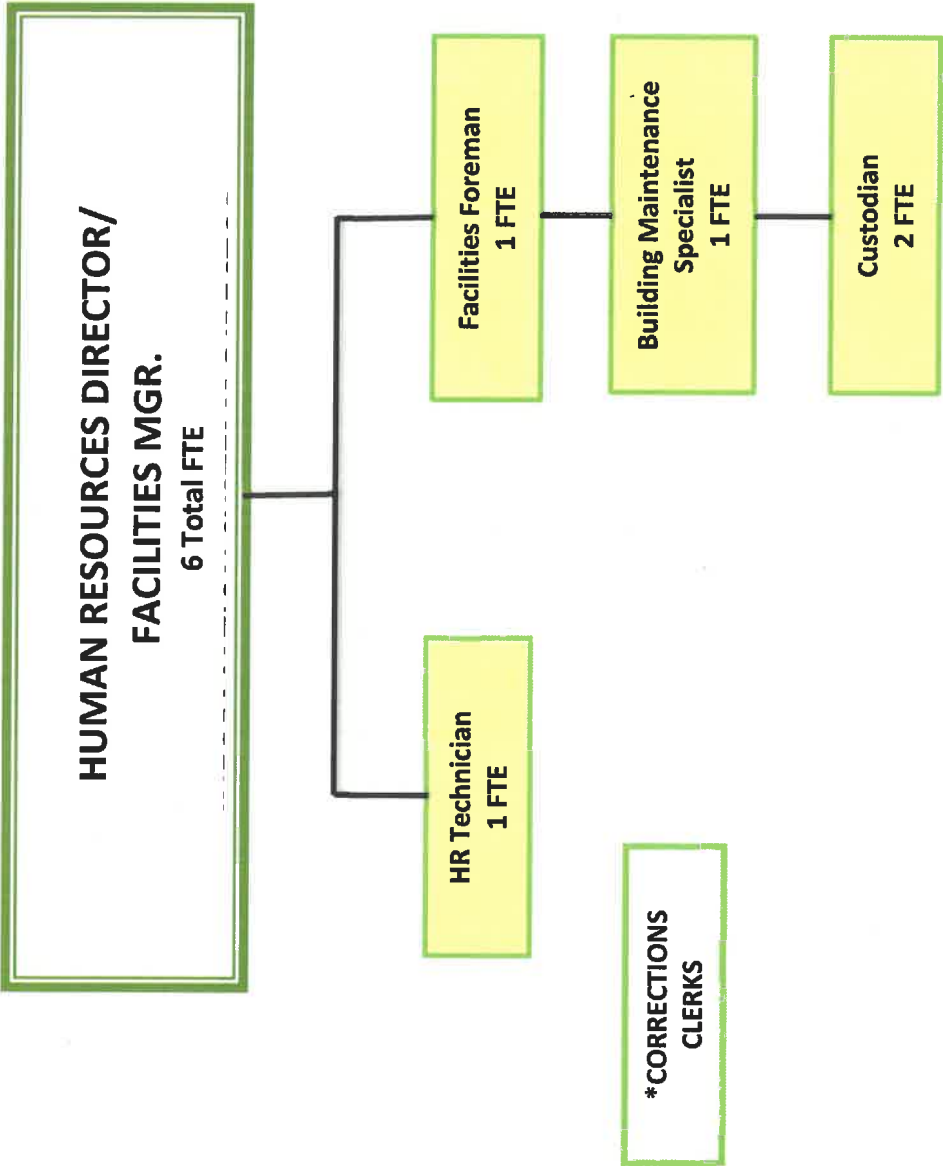 HUMAN RESOURCES DIRECTOR/
FACILITIES MGR.
6 Total FTE
HR Technician
1 FTE
Facilities Foreman
1 FTE
Building Maintenance
Specialist
1 FTE
Custodian
2 FTE
*CORRECTIONS
CLERKS